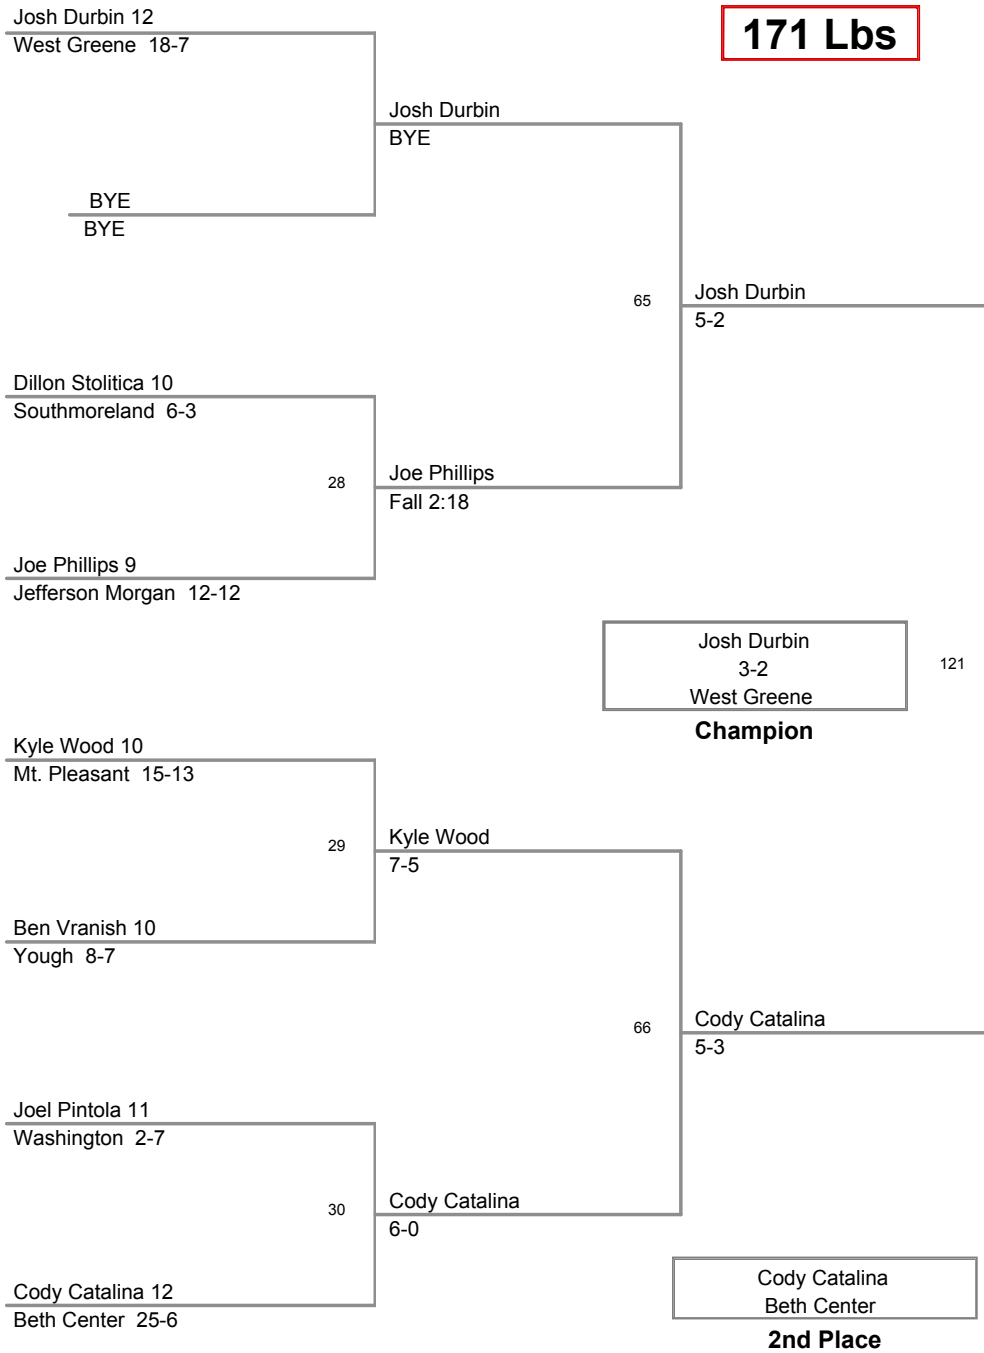 Josh Durbin 12
West Greene 18-7
171 Lbs
Josh Durbin
BYE
BYE
BYE
65
Josh Durbin
5-2
Dillon Stolitica 10
Southmoreland 6-3
28
Joe Phillips
Fall 2:18
Joe Phillips 9
Jefferson Morgan 12-12
Josh Durbin
3-2
West Greene
121
Champion
Kyle Wood 10
Mt. Pleasant 15-13
29
Kyle Wood
7-5
Ben Vranish 10
Yough 8-7
66
Cody Catalina
5-3
Joel Pintola 11
Washington 2-7
30
Cody Catalina
6-0
Cody Catalina 12
Beth Center 25-6
Cody Catalina
Beth Center
2nd Place